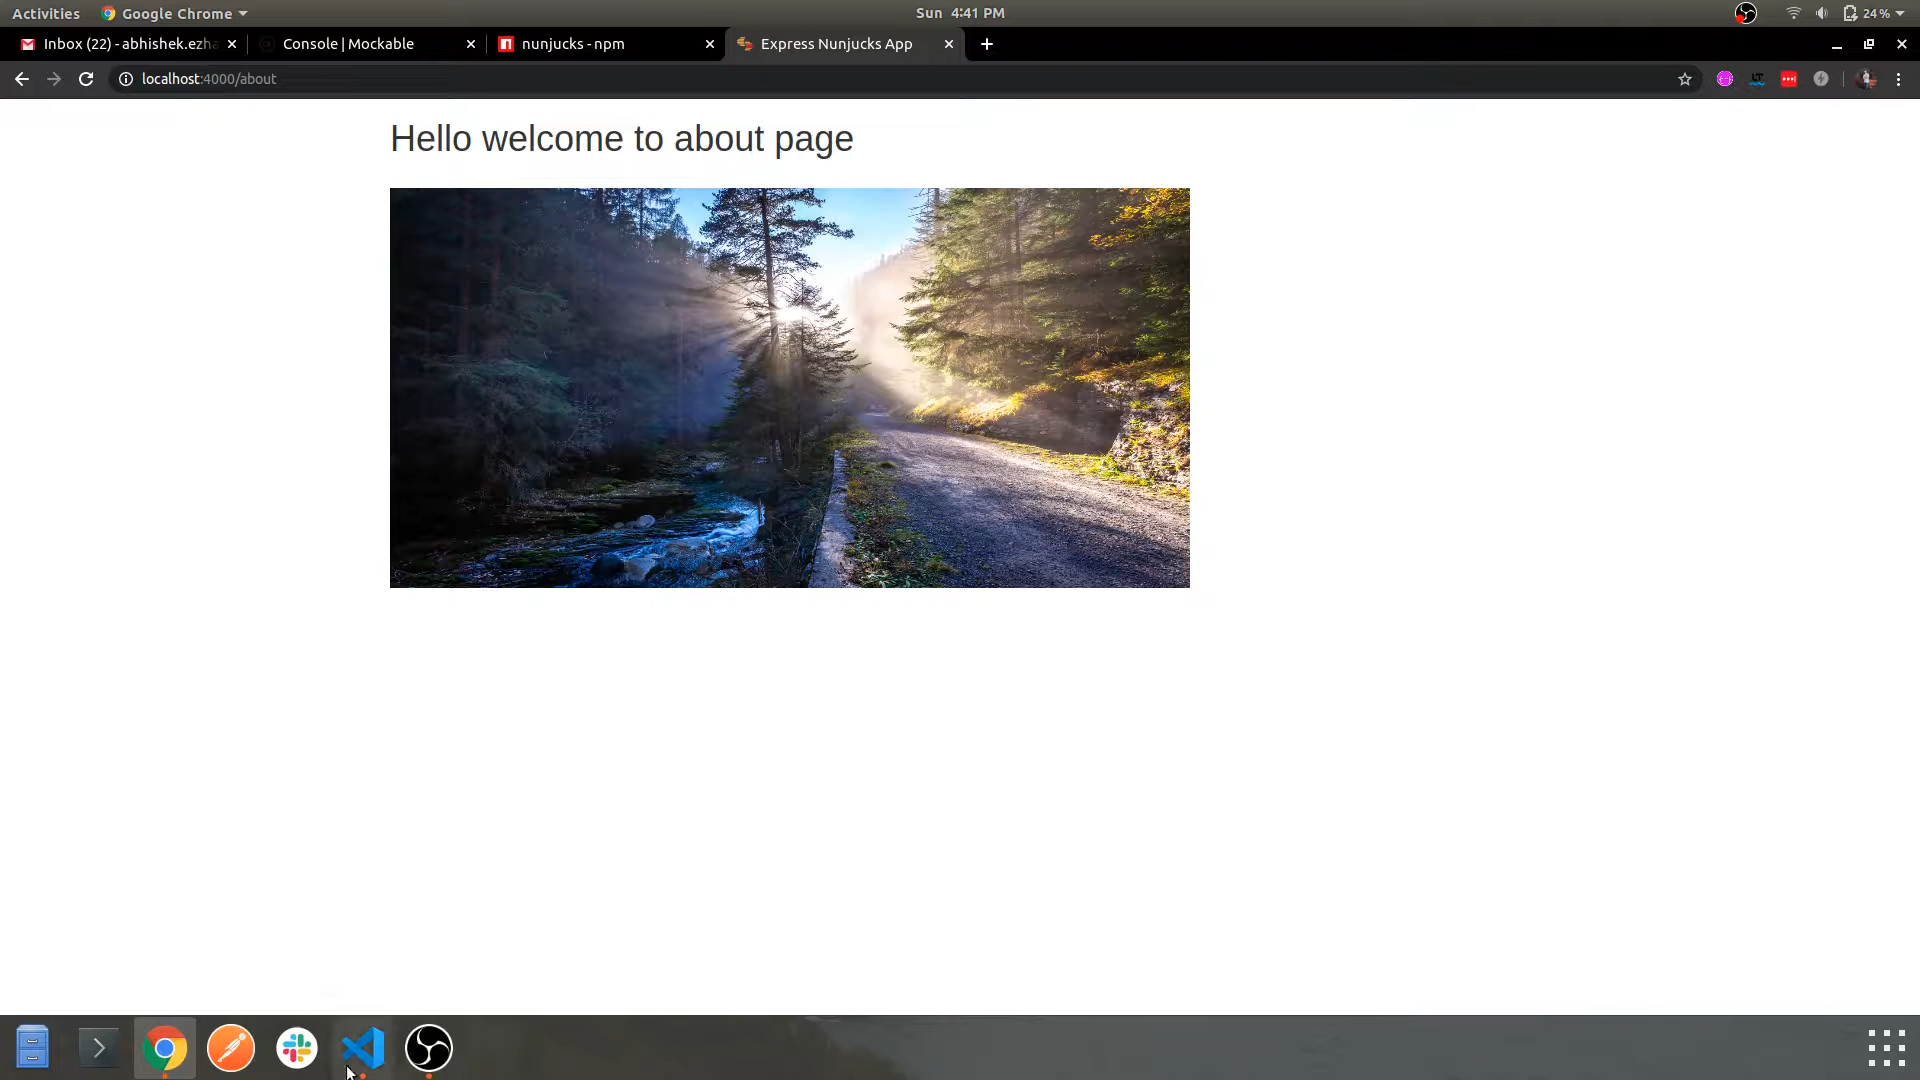 Activities Google Chrome Sun 4:41 PM 24%
Inbox (22) - abhishek.ezha Console | Mockable nunjucks - npm Express Nunjucks App
localhost:4000/about
Hello welcome to about page